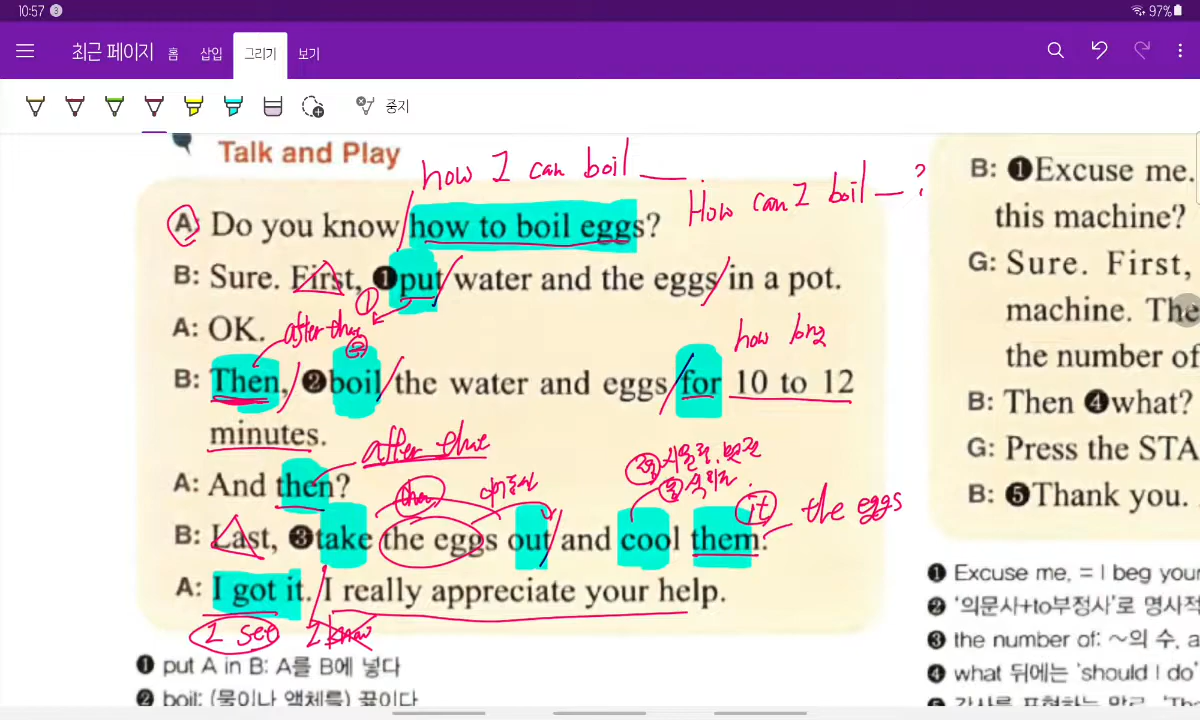 10:57 3 97%
최근 페이지 홈 삽입 그리기 보기
중지
Talk and Play
how I can boil
How can I boil ?
A: Do you know how to boil eggs?
B: Sure. First, ❶put water and the eggs in a pot.
①
A: OK.
after that
②
how long
B: Then, ❷boil the water and eggs for 10 to 12
minutes.
after that
A: And then?
them
it the eggs
B: Last, ❸take the eggs out and cool them.
A: I got it. I really appreciate your help.
I see I know
❶ put A in B: A를 B에 넣다
❷ boil: (물이나 액체를) 끓이다
B: ❶Excuse me.
this machine?
G: Sure. First,
machine. The
the number of
B: Then ❹what?
G: Press the STA
B: ❺Thank you.
❶ Excuse me, = I beg your
❷ '의문사+to부정사'로 명사적
❸ the number of: ~의 수, a
❹ what 뒤에는 'should I do'